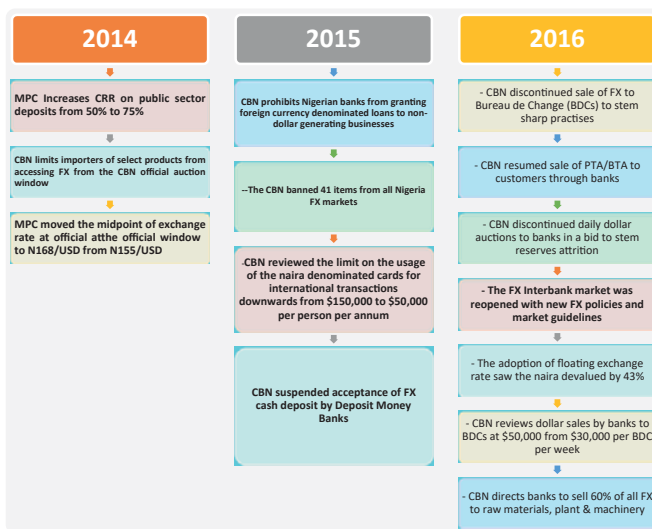 2014
MPC Increases CRR on public sector
deposits from 50% to 75%
CBN limits importers of select products from
accessing FX from the CBN official auction
window
MPC moved the midpoint of exchange
rate at official atthe official window
to N168/USD from N155/USD
2015
CBN prohibits Nigerian banks from granting
foreign currency denominated loans to non-
dollar generating businesses
--The CBN banned 41 items from all Nigeria
FX markets
-CBN reviewed the limit on the usage
of the naira denominated cards for
international transactions
downwards from $150,000 to $50,000
per person per annum
CBN suspended acceptance of FX
cash deposit by Deposit Money
Banks
2016
- CBN discontinued sale of FX to
Bureau de Change (BDCs) to stem
sharp practises
- CBN resumed sale of PTA/BTA to
customers through banks
CBN discontinued daily dollar
auctions to banks in a bid to stem
reserves attrition
- The FX Interbank market was
reopened with new FX policies and
market guidelines
- The adoption of floating exchange
rate saw the naira devalued by 43%
- CBN reviews dollar sales by banks to
BDCs at $50,000 from $30,000 per BDC
per week
- CBN directs banks to sell 60% of all FX
to raw materials, plant & machinery